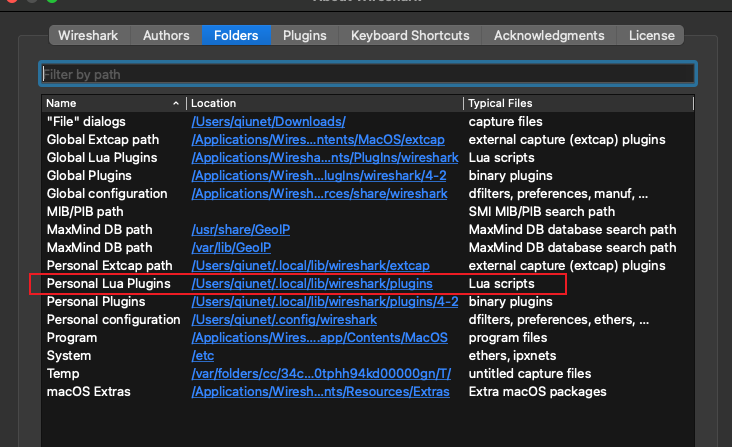 Wireshark Authors Folders Plugins Keyboard Shortcuts Acknowledgments License
Filter by path
Name Location Typical Files
"File" dialogs /Users/qiunet/Downloads/ capture files
Global Extcap path /Applications/Wires...ntents/MacOS/extcap external capture (extcap) plugins
Global Lua Plugins /Applications/Wiresha...nts/PlugIns/wireshark Lua scripts
Global Plugins /Applications/Wiresh...lugIns/wireshark/4-2 binary plugins
Global configuration /Applications/Wiresh...rces/share/wireshark dfilters, preferences, manuf, ...
MIB/PIB path SMI MIB/PIB search path
MaxMind DB path /usr/share/GeoIP MaxMind DB database search path
MaxMind DB path /var/lib/GeoIP MaxMind DB database search path
Personal Extcap path /Users/qiunet/.local/lib/wireshark/extcap external capture (extcap) plugins
Personal Lua Plugins /Users/qiunet/.local/lib/wireshark/plugins Lua scripts
Personal Plugins /Users/qiunet/.local/lib/wireshark/plugins/4-2 binary plugins
Personal configuration /Users/qiunet/.config/wireshark dfilters, preferences, ethers, ...
Program /Applications/Wires....app/Contents/MacOS program files
System /etc ethers, ipxnets
Temp /var/folders/cc/34c...0tphh94kd00000gn/T/ untitled capture files
macOS Extras /Applications/Wiresh...nts/Resources/Extras Extra macOS packages